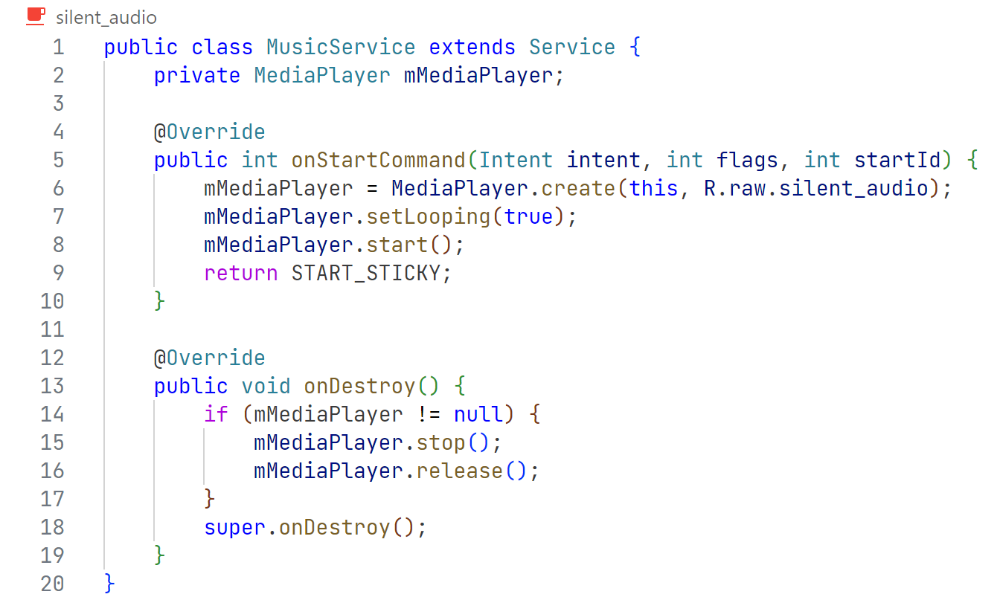 silent_audio
1 public class MusicService extends Service {
2     private MediaPlayer mMediaPlayer;
3
4     @Override
5     public int onStartCommand(Intent intent, int flags, int startId) {
6         mMediaPlayer = MediaPlayer.create(this, R.raw.silent_audio);
7         mMediaPlayer.setLooping(true);
8         mMediaPlayer.start();
9         return START_STICKY;
10     }
11
12     @Override
13     public void onDestroy() {
14         if (mMediaPlayer != null) {
15             mMediaPlayer.stop();
16             mMediaPlayer.release();
17         }
18         super.onDestroy();
19     }
20 }